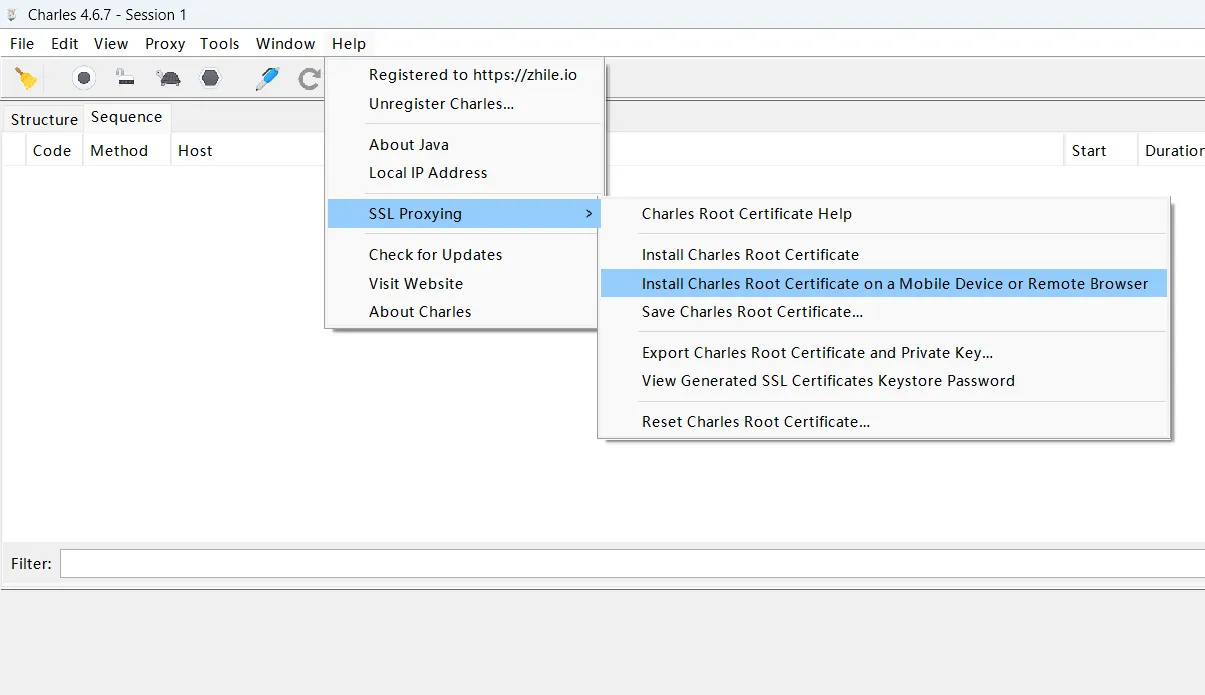 Charles 4.6.7 - Session 1
File Edit View Proxy Tools Window Help
Registered to https://zhile.io
Unregister Charles...
About Java
Local IP Address
SSL Proxying >
Check for Updates
Visit Website
About Charles
Charles Root Certificate Help
Install Charles Root Certificate
Install Charles Root Certificate on a Mobile Device or Remote Browser
Save Charles Root Certificate...
Export Charles Root Certificate and Private Key...
View Generated SSL Certificates Keystore Password
Reset Charles Root Certificate...
Structure Sequence
Code Method Host Start Duration
Filter: